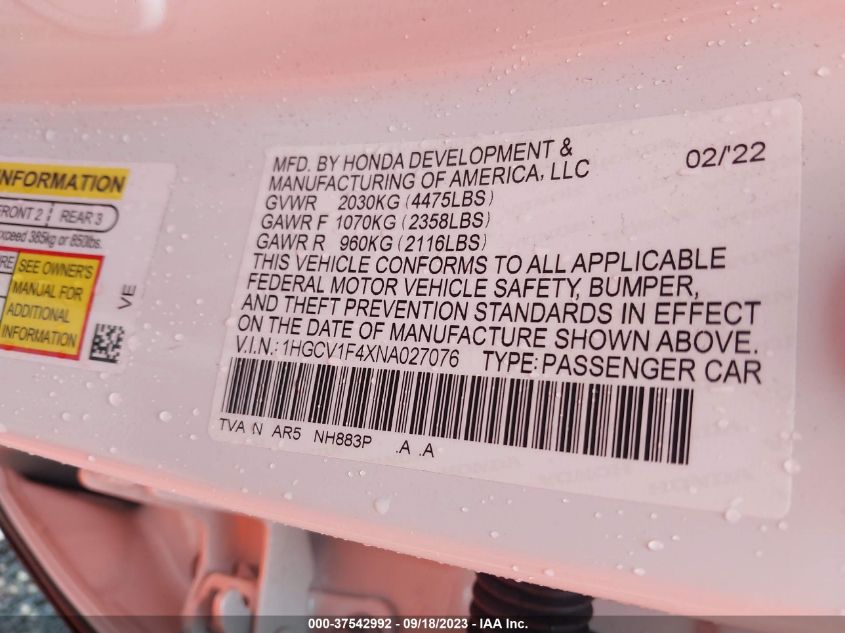 INFORMATION
FRONT 2 | REAR 3
exceed 385kg or 850lbs.
SEE OWNER'S
MANUAL FOR
ADDITIONAL
INFORMATION
VE
MFD. BY HONDA DEVELOPMENT & 02/'22
MANUFACTURING OF AMERICA, LLC
GVWR 2030KG (4475LBS)
GAWR F 1070KG (2358LBS)
GAWR R 960KG (2116LBS)
THIS VEHICLE CONFORMS TO ALL APPLICABLE
FEDERAL MOTOR VEHICLE SAFETY, BUMPER,
AND THEFT PREVENTION STANDARDS IN EFFECT
ON THE DATE OF MANUFACTURE SHOWN ABOVE.
V.I.N.: 1HGCV1F4XNA027076 TYPE: PASSENGER CAR
TVA N AR5 NH883P .A .A
000-37542992 - 09/18/2023 - IAA Inc.